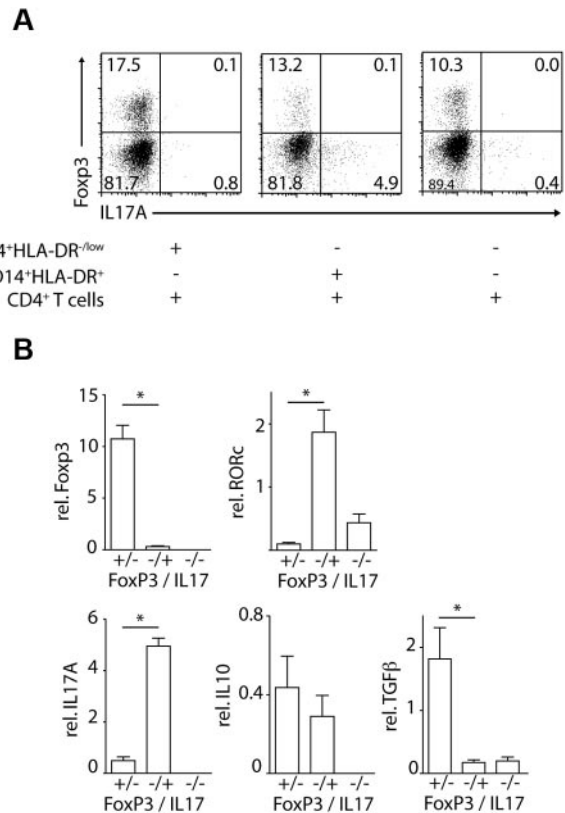 A
17.5 0.1 13.2 0.1 10.3 0.0
Foxp3
81.7 0.8 81.8 4.9 89.4 0.4
IL17A
4⁺HLA-DR⁻/ˡᵒʷ + - -
D14⁺HLA-DR⁺ - + -
CD4⁺ T cells + + +
B
15
10
5
0
rel.Foxp3
*
+/- -/+ -/-
FoxP3 / IL17
2
1
rel.RORc
*
+/- -/+ -/-
FoxP3 / IL17
6
4
2
0
rel.IL17A
*
+/- -/+ -/-
FoxP3 / IL17
0.8
0.4
0
rel.IL10
+/- -/+ -/-
FoxP3 / IL17
2
1
0
rel.TGFβ
*
+/- -/+ -/-
FoxP3 / IL17